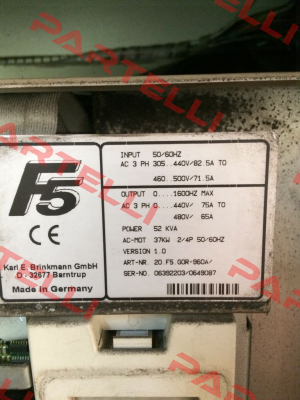 PARTELLI
PARTELLI
PARTELLI
F5
CE
Karl E. Brinkmann GmbH
D - 32677 Barntrup
Made in Germany
INPUT 50/60HZ
AC 3 PH 305...440V/82.5A TO
460...500V/71.5A
OUTPUT 0....1600HZ MAX
AC 3 PH 0.....440V/ 75A TO
480V/ 65A
POWER 52 KVA
AC-MOT 37KW 2/4P 50/60HZ
VERSION 1.0
ART-NR. 20.F5.G0R-960A/
SER-NO. 06392203/0649087